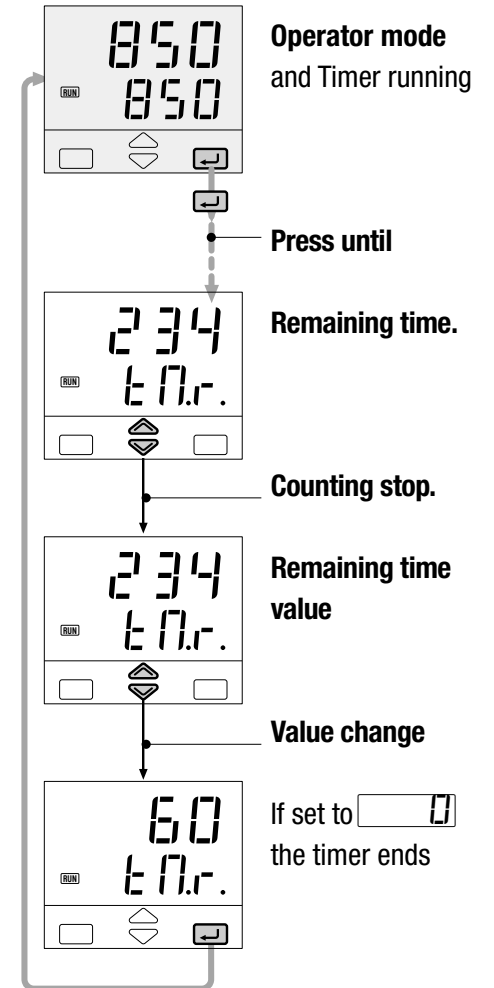 850
Operator mode
and Timer running
RUN
850
Press until
234
Remaining time.
RUN
tM.r.
Counting stop.
234
Remaining time
value
RUN
tM.r.
Value change
60
If set to 0
the timer ends
RUN
tM.r.